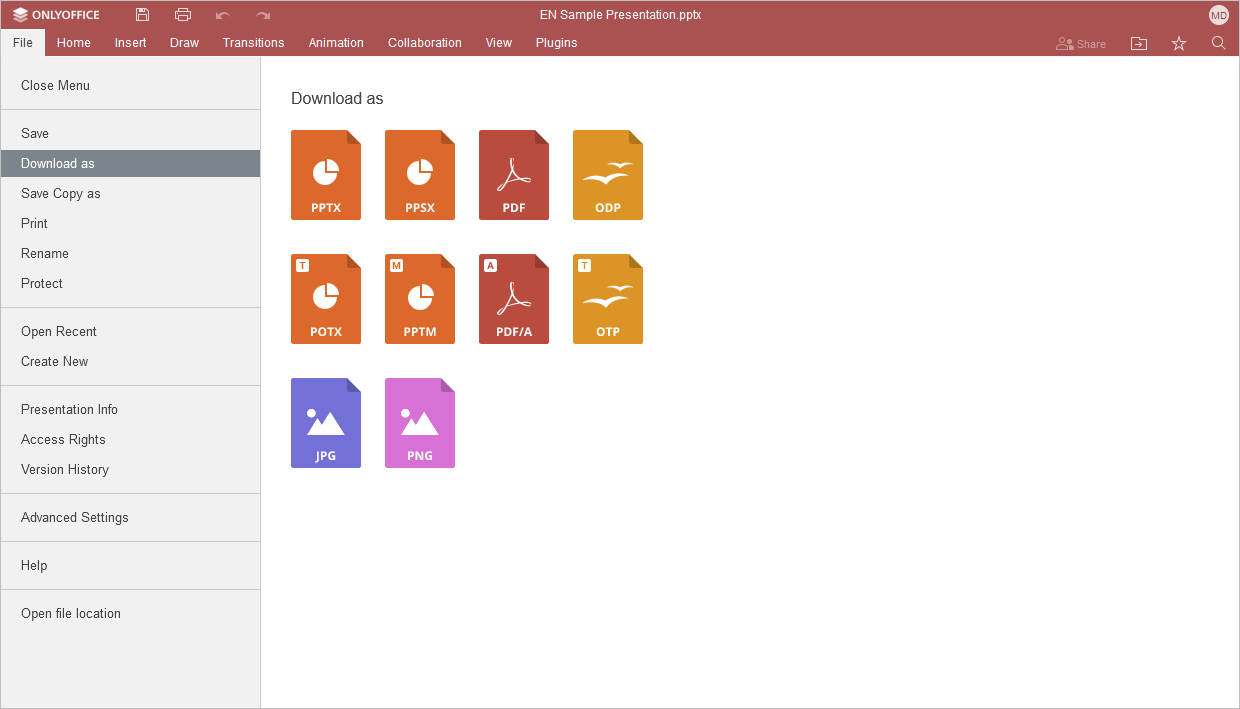 ONLYOFFICE
EN Sample Presentation.pptx
MD
File Home Insert Draw Transitions Animation Collaboration View Plugins
Share
Close Menu
Save
Download as
Save Copy as
Print
Rename
Protect
Open Recent
Create New
Presentation Info
Access Rights
Version History
Advanced Settings
Help
Open file location
Download as
PPTX PPSX PDF ODP
T M A T
POTX PPTM PDF/A OTP
JPG PNG